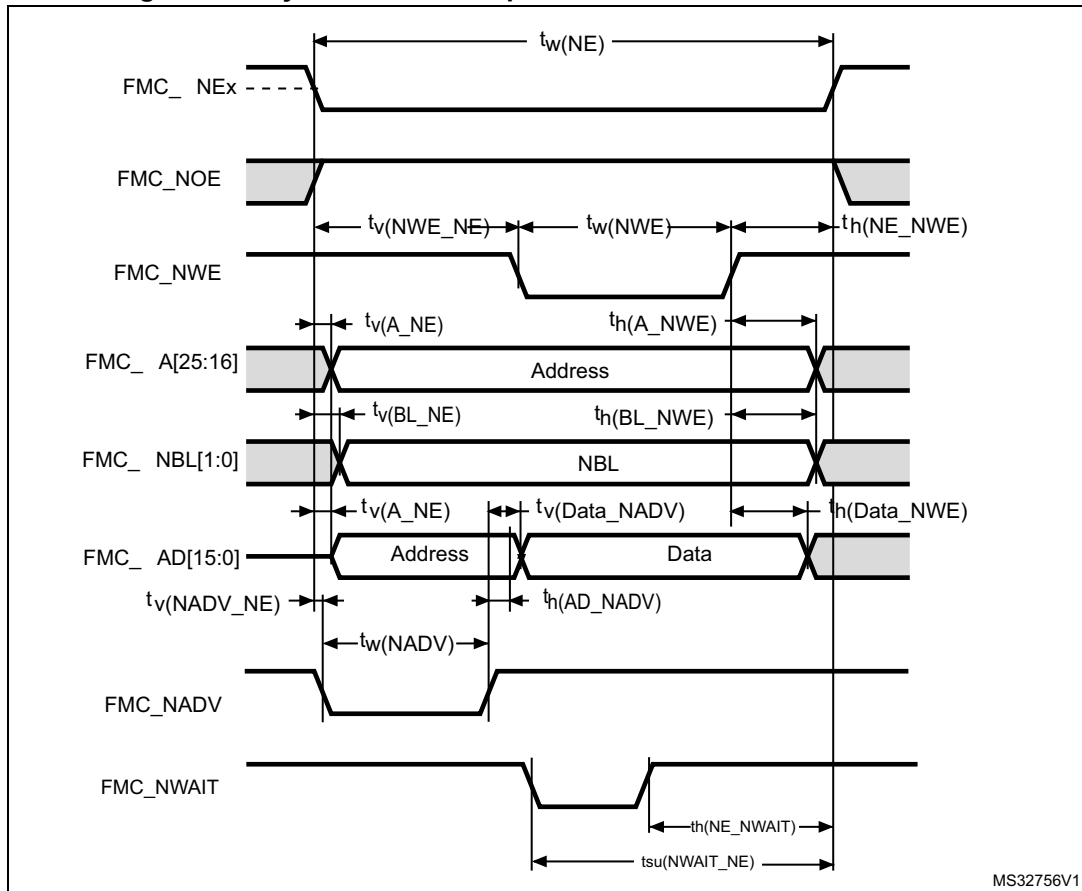 tw(NE)
FMC_ NEx
FMC_NOE
tv(NWE_NE) tw(NWE) th(NE_NWE)
FMC_NWE
tv(A_NE) th(A_NWE)
FMC_ A[25:16] Address
tv(BL_NE) th(BL_NWE)
FMC_ NBL[1:0] NBL
tv(A_NE) tv(Data_NADV) th(Data_NWE)
FMC_ AD[15:0] Address Data
tv(NADV_NE) th(AD_NADV)
tw(NADV)
FMC_NADV
FMC_NWAIT
th(NE_NWAIT)
tsu(NWAIT_NE)
MS32756V1